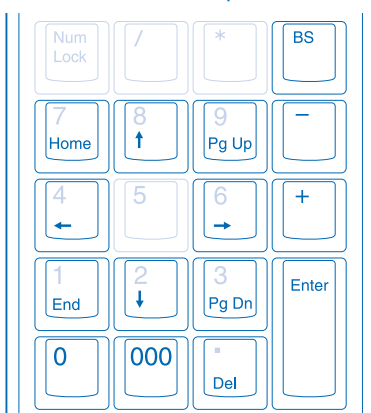 Num Lock / * BS
7 Home 8 ↑ 9 Pg Up −
4 ← 5 6 → +
1 End 2 ↓ 3 Pg Dn Enter
0 000 . Del